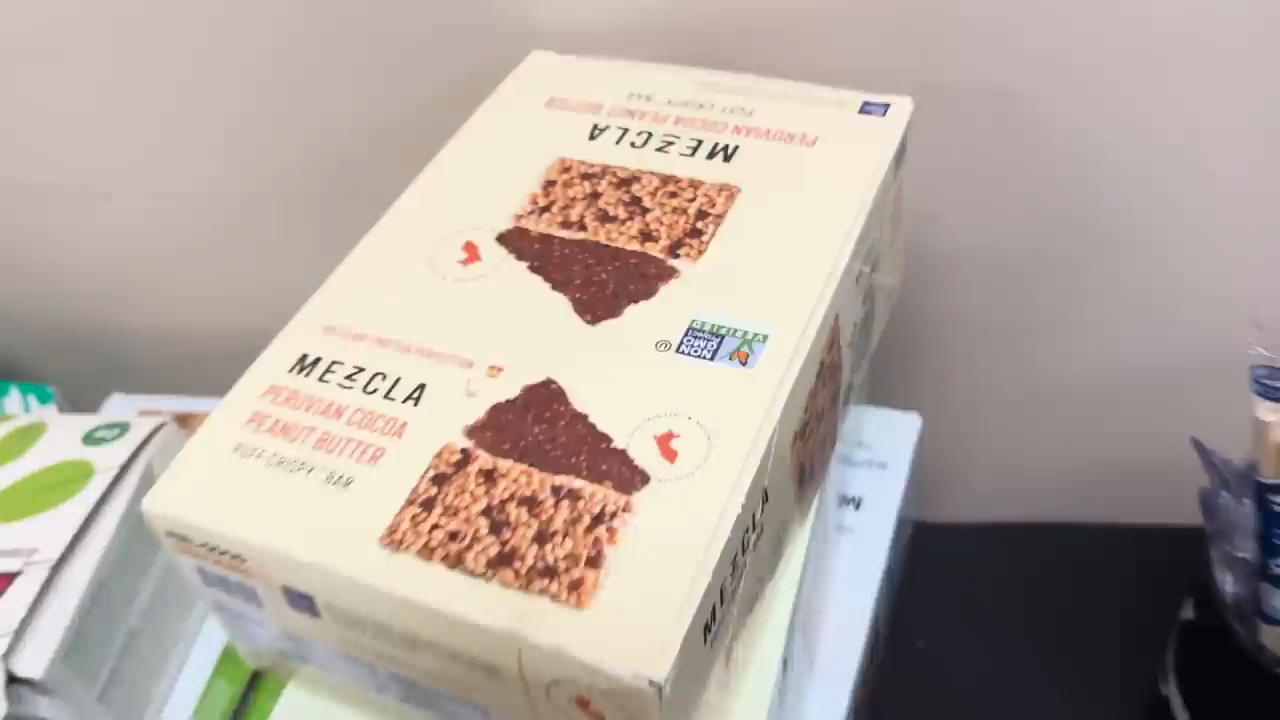 PUFF CRISPY BAR
PERUVIAN COCOA PEANUT BUTTER
MEZCLA
NON
GMO
Project
VERIFIED
U
MEZCLA
PERUVIAN COCOA
PEANUT BUTTER
PUFF CRISPY BAR
MEZCLA